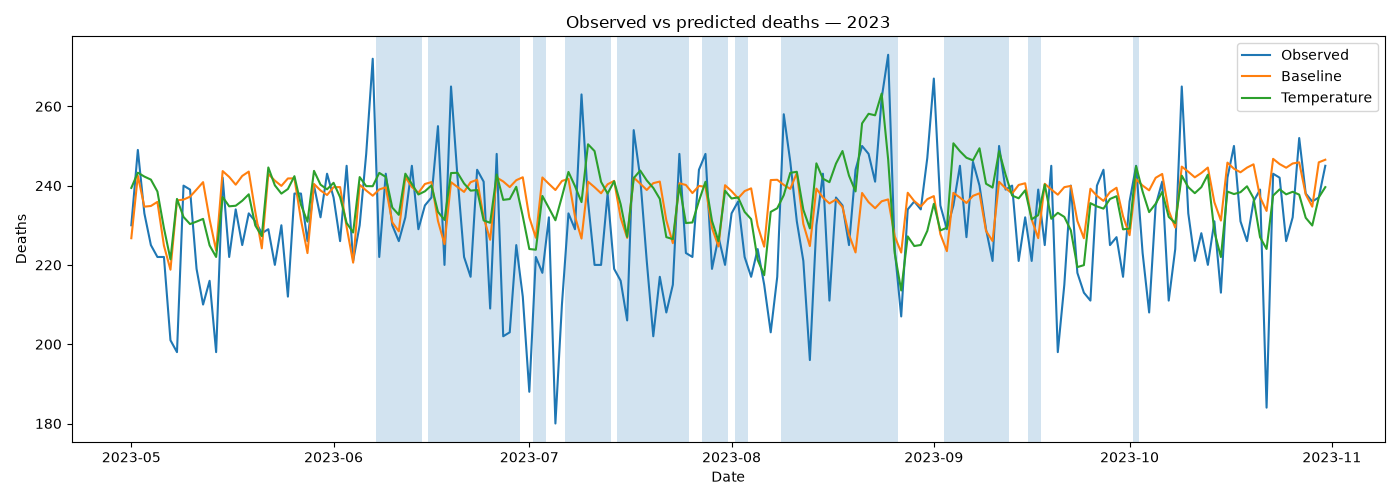 Observed vs predicted deaths — 2023
Observed
Baseline
Temperature
Deaths
260
240
220
200
180
2023-05 2023-06 2023-07 2023-08 2023-09 2023-10 2023-11
Date